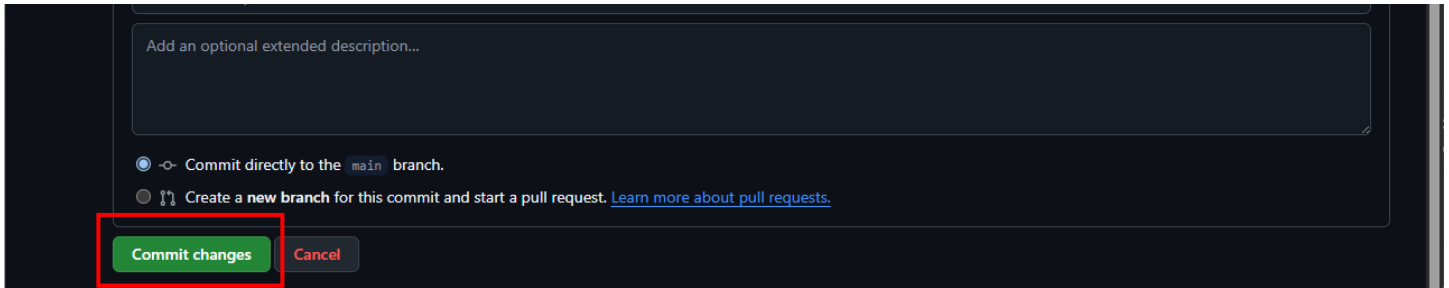 Add an optional extended description...
Commit directly to the main branch.
Create a new branch for this commit and start a pull request. Learn more about pull requests.
Commit changes
Cancel